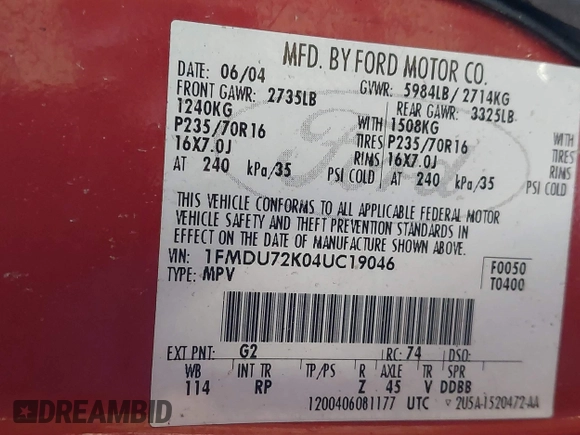 MFD. BY FORD MOTOR CO.
DATE: 06/04 GVWR: 5984LB/ 2714KG
FRONT GAWR: 2735LB REAR GAWR: 3325LB
1240KG 1508KG WITH
P235/70R16 TIRES P235/70R16 TIRES
16X7.0J RIMS 16X7.0J RIMS
AT 240 kPa/35 PSI COLD AT 240 kPa/35 PSI COLD
THIS VEHICLE CONFORMS TO ALL APPLICABLE FEDERAL MOTOR
VEHICLE SAFETY AND THEFT PREVENTION STANDARDS IN
EFFECT ON THE DATE OF MANUFACTURE SHOWN ABOVE.
VIN: 1FMDU72K04UC19046 F0050
TYPE: MPV T0400
EXT PNT: G2 RC: 74 DSO:
WB INT TR TP/PS R AXLE TR SPR
114 RP Z 45 V DDBB
1200406081177 UTC 2U5A-1520472-AA
Ford
DREAMBID